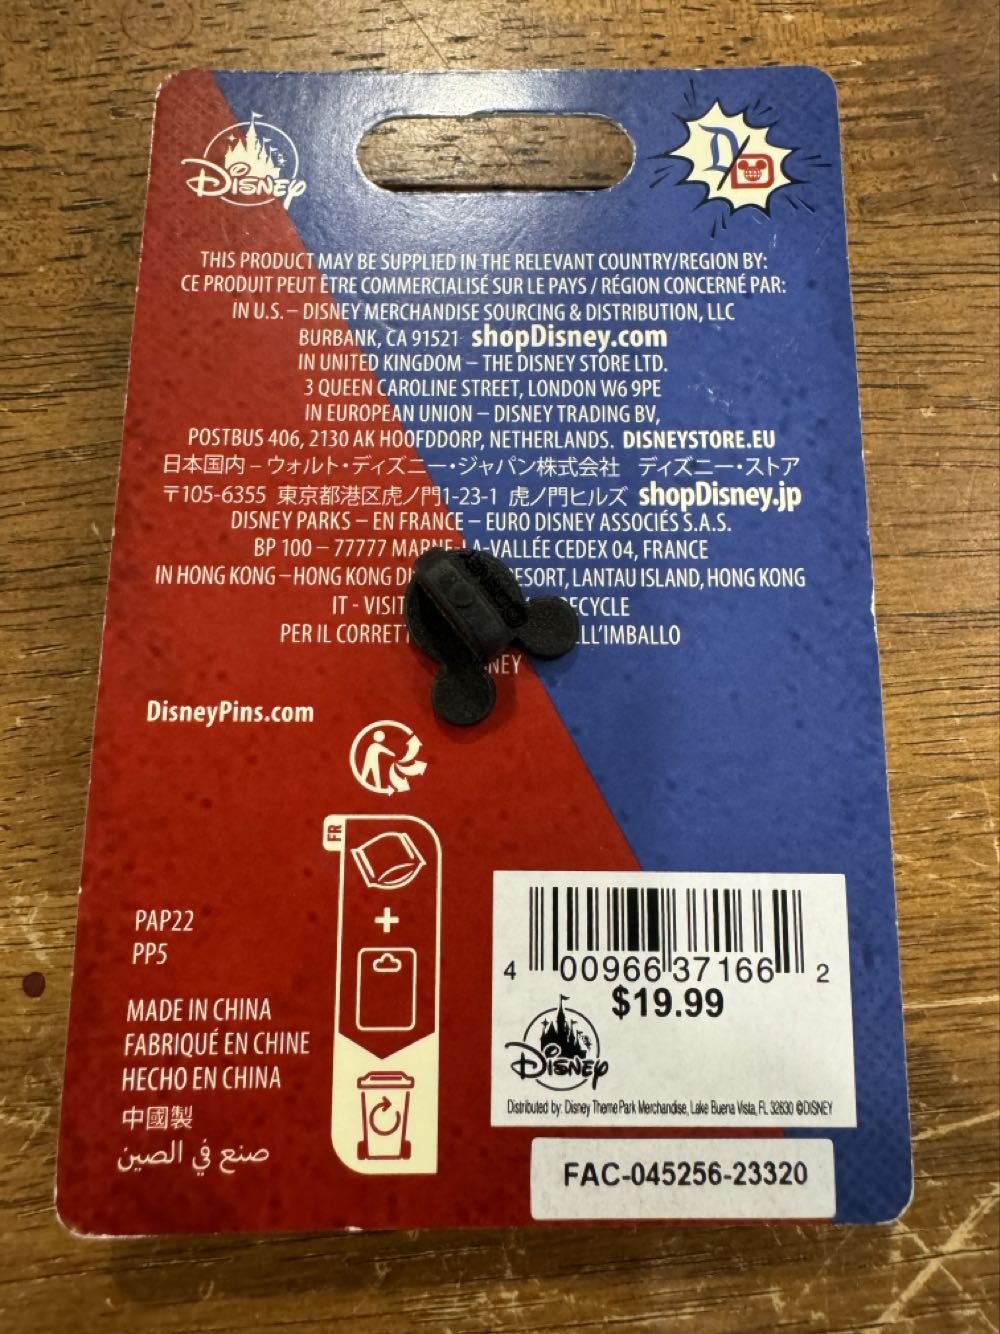 DISNEY
D/
THIS PRODUCT MAY BE SUPPLIED IN THE RELEVANT COUNTRY/REGION BY:
CE PRODUIT PEUT ÊTRE COMMERCIALISÉ SUR LE PAYS / RÉGION CONCERNÉ PAR:
IN U.S. – DISNEY MERCHANDISE SOURCING & DISTRIBUTION, LLC
BURBANK, CA 91521 shopDisney.com
IN UNITED KINGDOM – THE DISNEY STORE LTD.
3 QUEEN CAROLINE STREET, LONDON W6 9PE
IN EUROPEAN UNION – DISNEY TRADING BV,
POSTBUS 406, 2130 AK HOOFDDORP, NETHERLANDS. DISNEYSTORE.EU
日本国内 – ウォルト・ディズニー・ジャパン株式会社 ディズニー・ストア
〒105-6355 東京都港区虎ノ門1-23-1 虎ノ門ヒルズ shopDisney.jp
DISNEY PARKS – EN FRANCE – EURO DISNEY ASSOCIÉS S.A.S.
BP 100 – 77777 MARNE-LA-VALLÉE CEDEX 04, FRANCE
IN HONG KONG – HONG KONG LANTAU ISLAND, HONG KONG
IT - VISIT
PER IL DELL'IMBALLO
DisneyPins.com
FR
+
PAP22
PP5
MADE IN CHINA
FABRIQUÉ EN CHINE
HECHO EN CHINA
中國製
صنع في الصين
4 00966 37166 2
$19.99
DISNEY
Distributed by: Disney Theme Park Merchandise, Lake Buena Vista, FL 32830 ©DISNEY
FAC-045256-23320